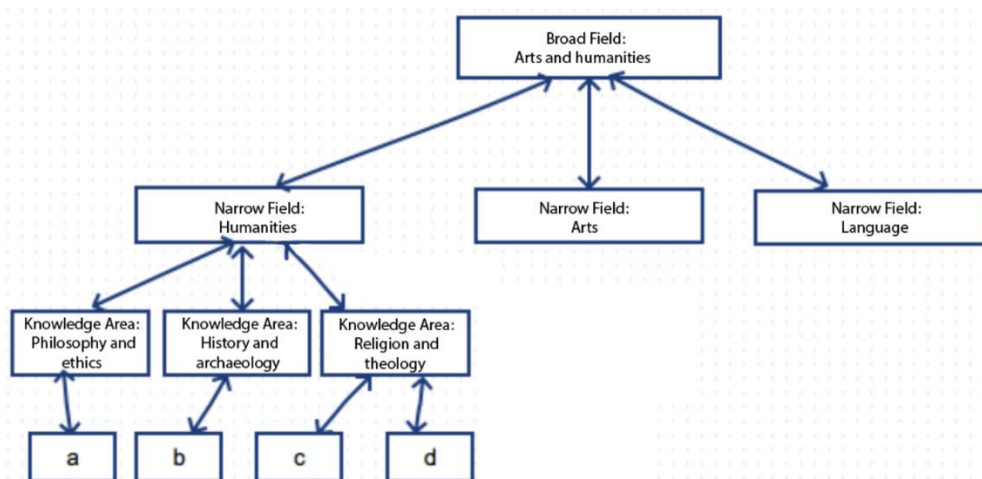 Broad Field:
Arts and humanities
Narrow Field:
Humanities
Narrow Field:
Arts
Narrow Field:
Language
Knowledge Area:
Philosophy and
ethics
Knowledge Area:
History and
archaeology
Knowledge Area:
Religion and
theology
a
b
c
d